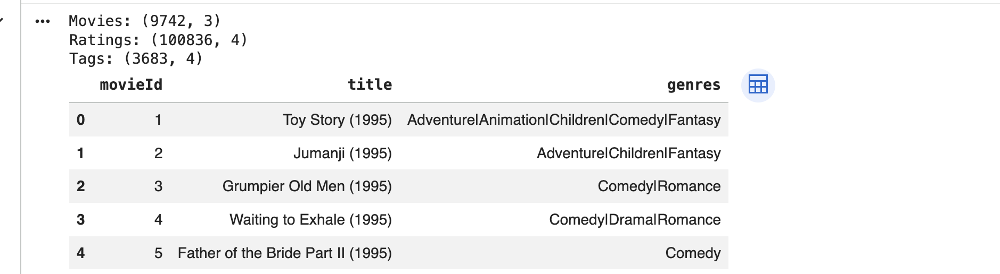 Movies: (9742, 3)
Ratings: (100836, 4)
Tags: (3683, 4)
movieId title genres
0 1 Toy Story (1995) Adventure|Animation|Children|Comedy|Fantasy
1 2 Jumanji (1995) Adventure|Children|Fantasy
2 3 Grumpier Old Men (1995) Comedy|Romance
3 4 Waiting to Exhale (1995) Comedy|Drama|Romance
4 5 Father of the Bride Part II (1995) Comedy